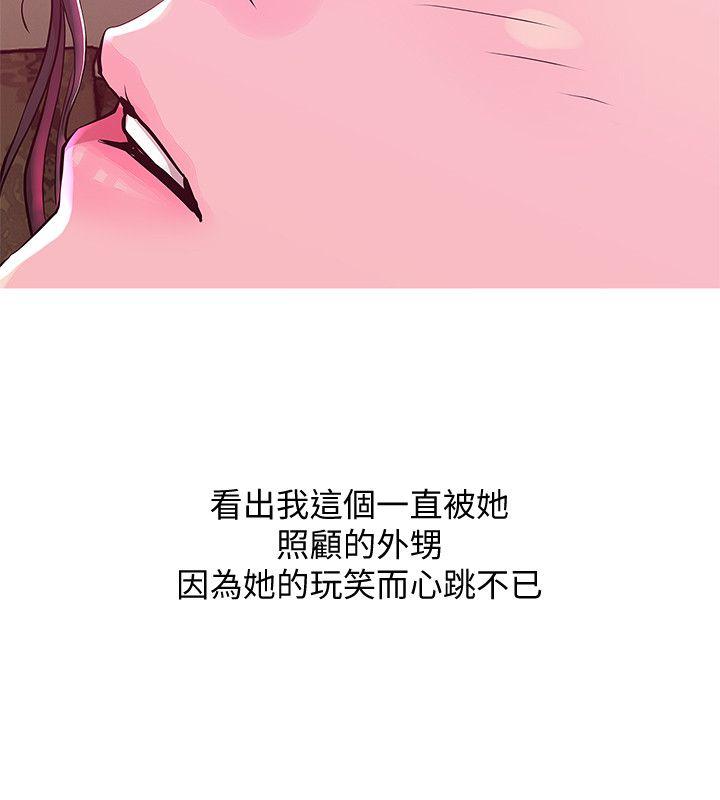 看出我這個一直被她
照顧的外甥
因為她的玩笑而心跳不已